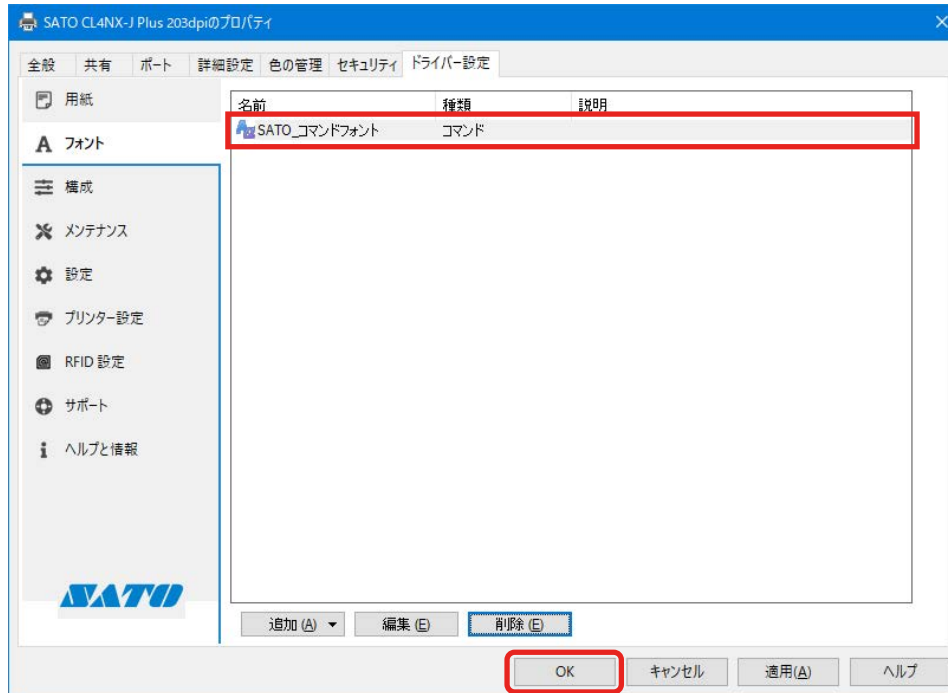 SATO CL4NX-J Plus 203dpiのプロパティ
全般 共有 ポート 詳細設定 色の管理 セキュリティ ドライバー設定
用紙
フォント
構成
メンテナンス
設定
プリンター設定
RFID 設定
サポート
ヘルプと情報
SATO
名前 種類 説明
SATO_コマンドフォント コマンド
追加(A) 編集(E) 削除(E)
OK キャンセル 適用(A) ヘルプ